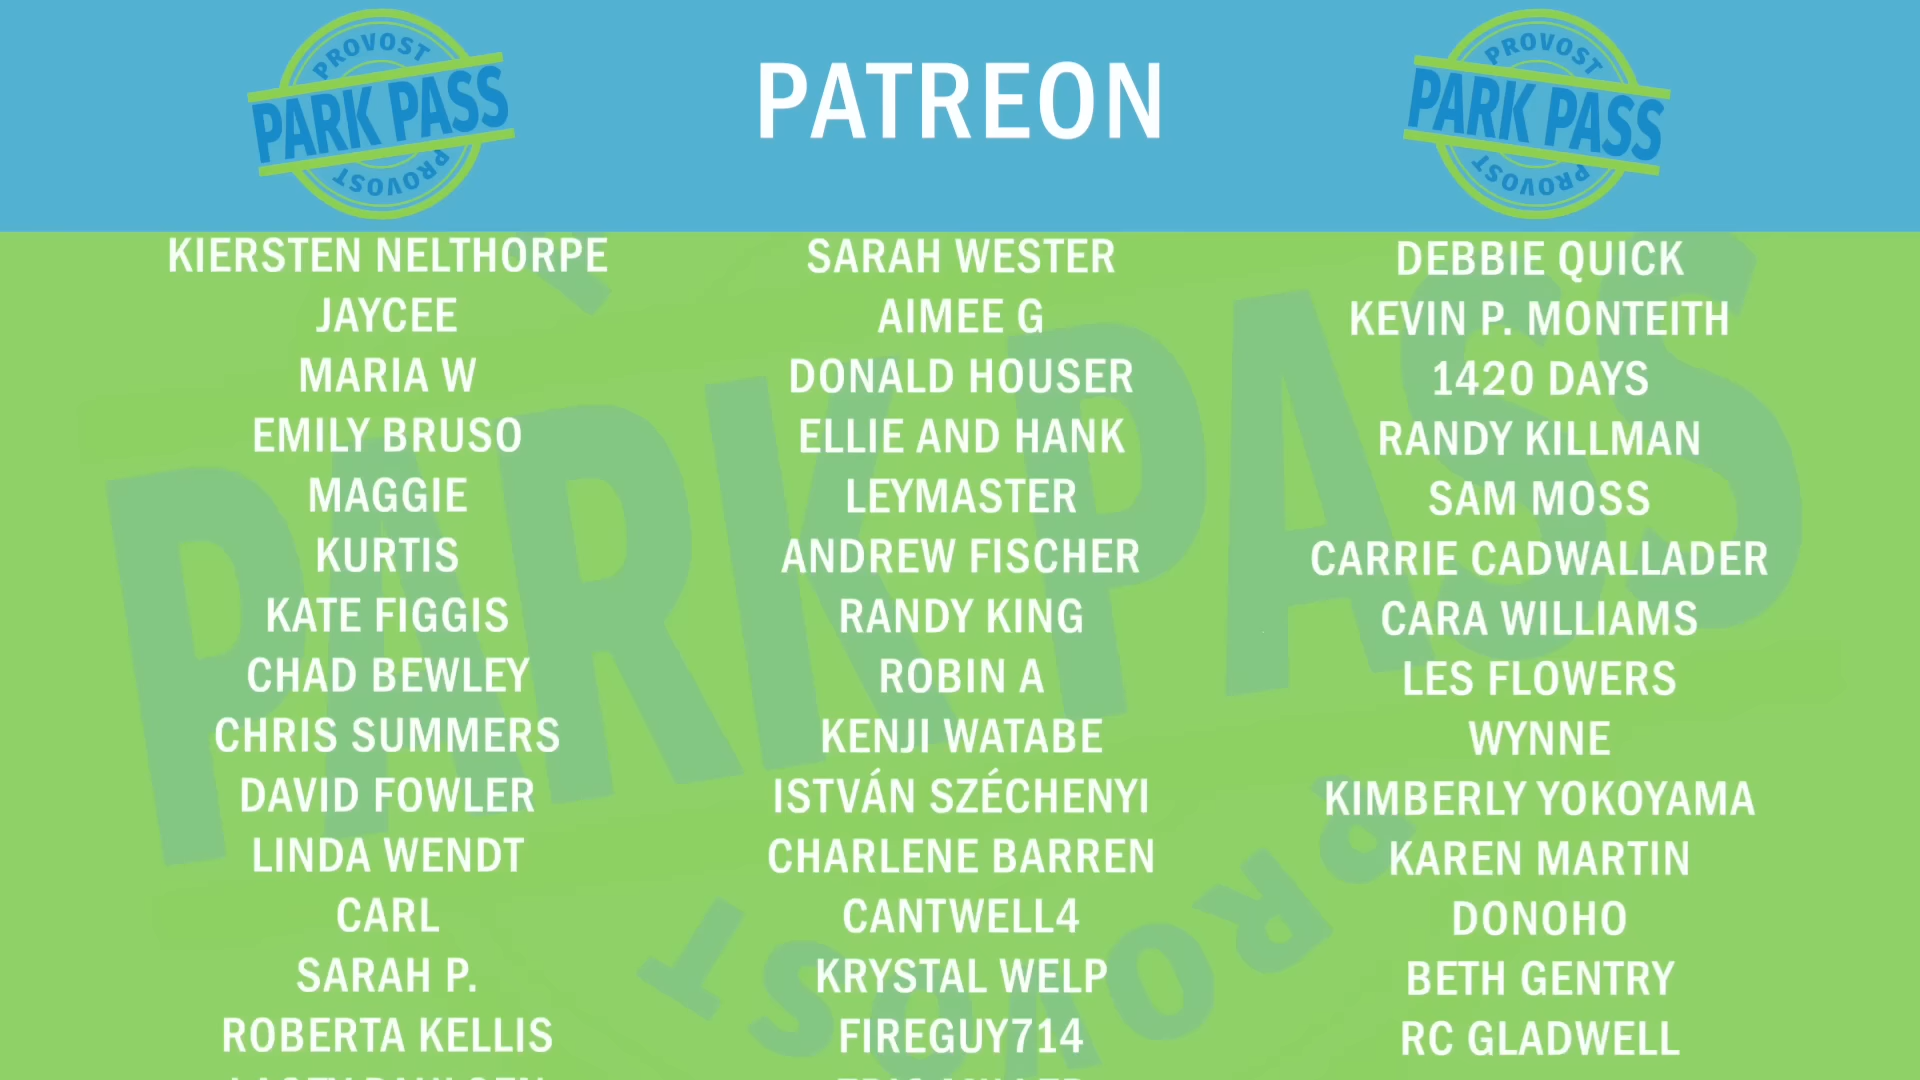 PROVOST
PARK PASS
PROVOST
PATREON
PROVOST
PARK PASS
PROVOST
KIERSTEN NELTHORPE
JAYCEE
MARIA W
EMILY BRUSO
MAGGIE
KURTIS
KATE FIGGIS
CHAD BEWLEY
CHRIS SUMMERS
DAVID FOWLER
LINDA WENDT
CARL
SARAH P.
ROBERTA KELLIS
SARAH WESTER
AIMEE G
DONALD HOUSER
ELLIE AND HANK
LEYMASTER
ANDREW FISCHER
RANDY KING
ROBIN A
KENJI WATABE
ISTVÁN SZÉCHENYI
CHARLENE BARREN
CANTWELL4
KRYSTAL WELP
FIREGUY714
DEBBIE QUICK
KEVIN P. MONTEITH
1420 DAYS
RANDY KILLMAN
SAM MOSS
CARRIE CADWALLADER
CARA WILLIAMS
LES FLOWERS
WYNNE
KIMBERLY YOKOYAMA
KAREN MARTIN
DONOHO
BETH GENTRY
RC GLADWELL
PARK PASS
PROVOST